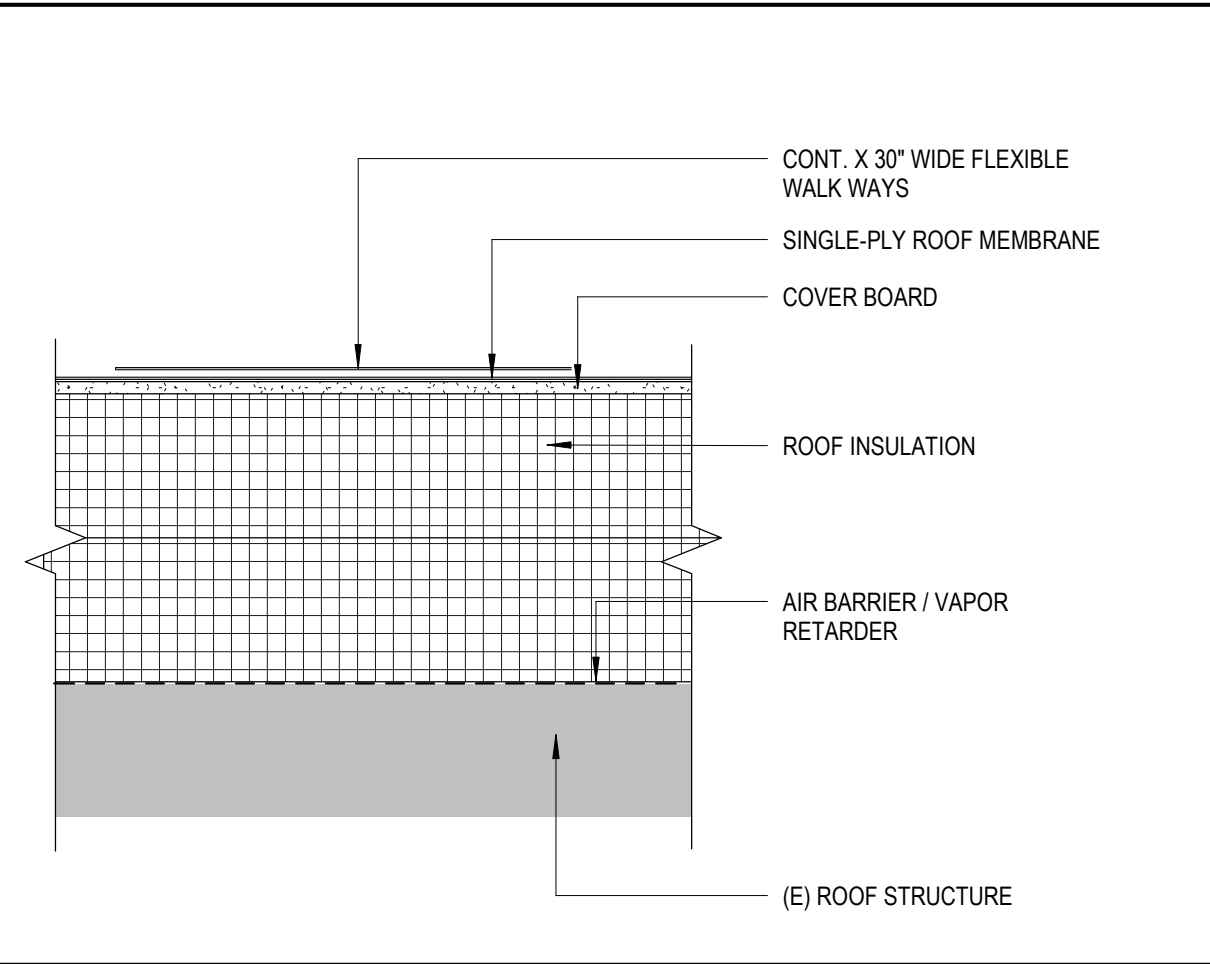 CONT. X 30" WIDE FLEXIBLE
WALK WAYS
SINGLE-PLY ROOF MEMBRANE
COVER BOARD
ROOF INSULATION
AIR BARRIER / VAPOR
RETARDER
(E) ROOF STRUCTURE